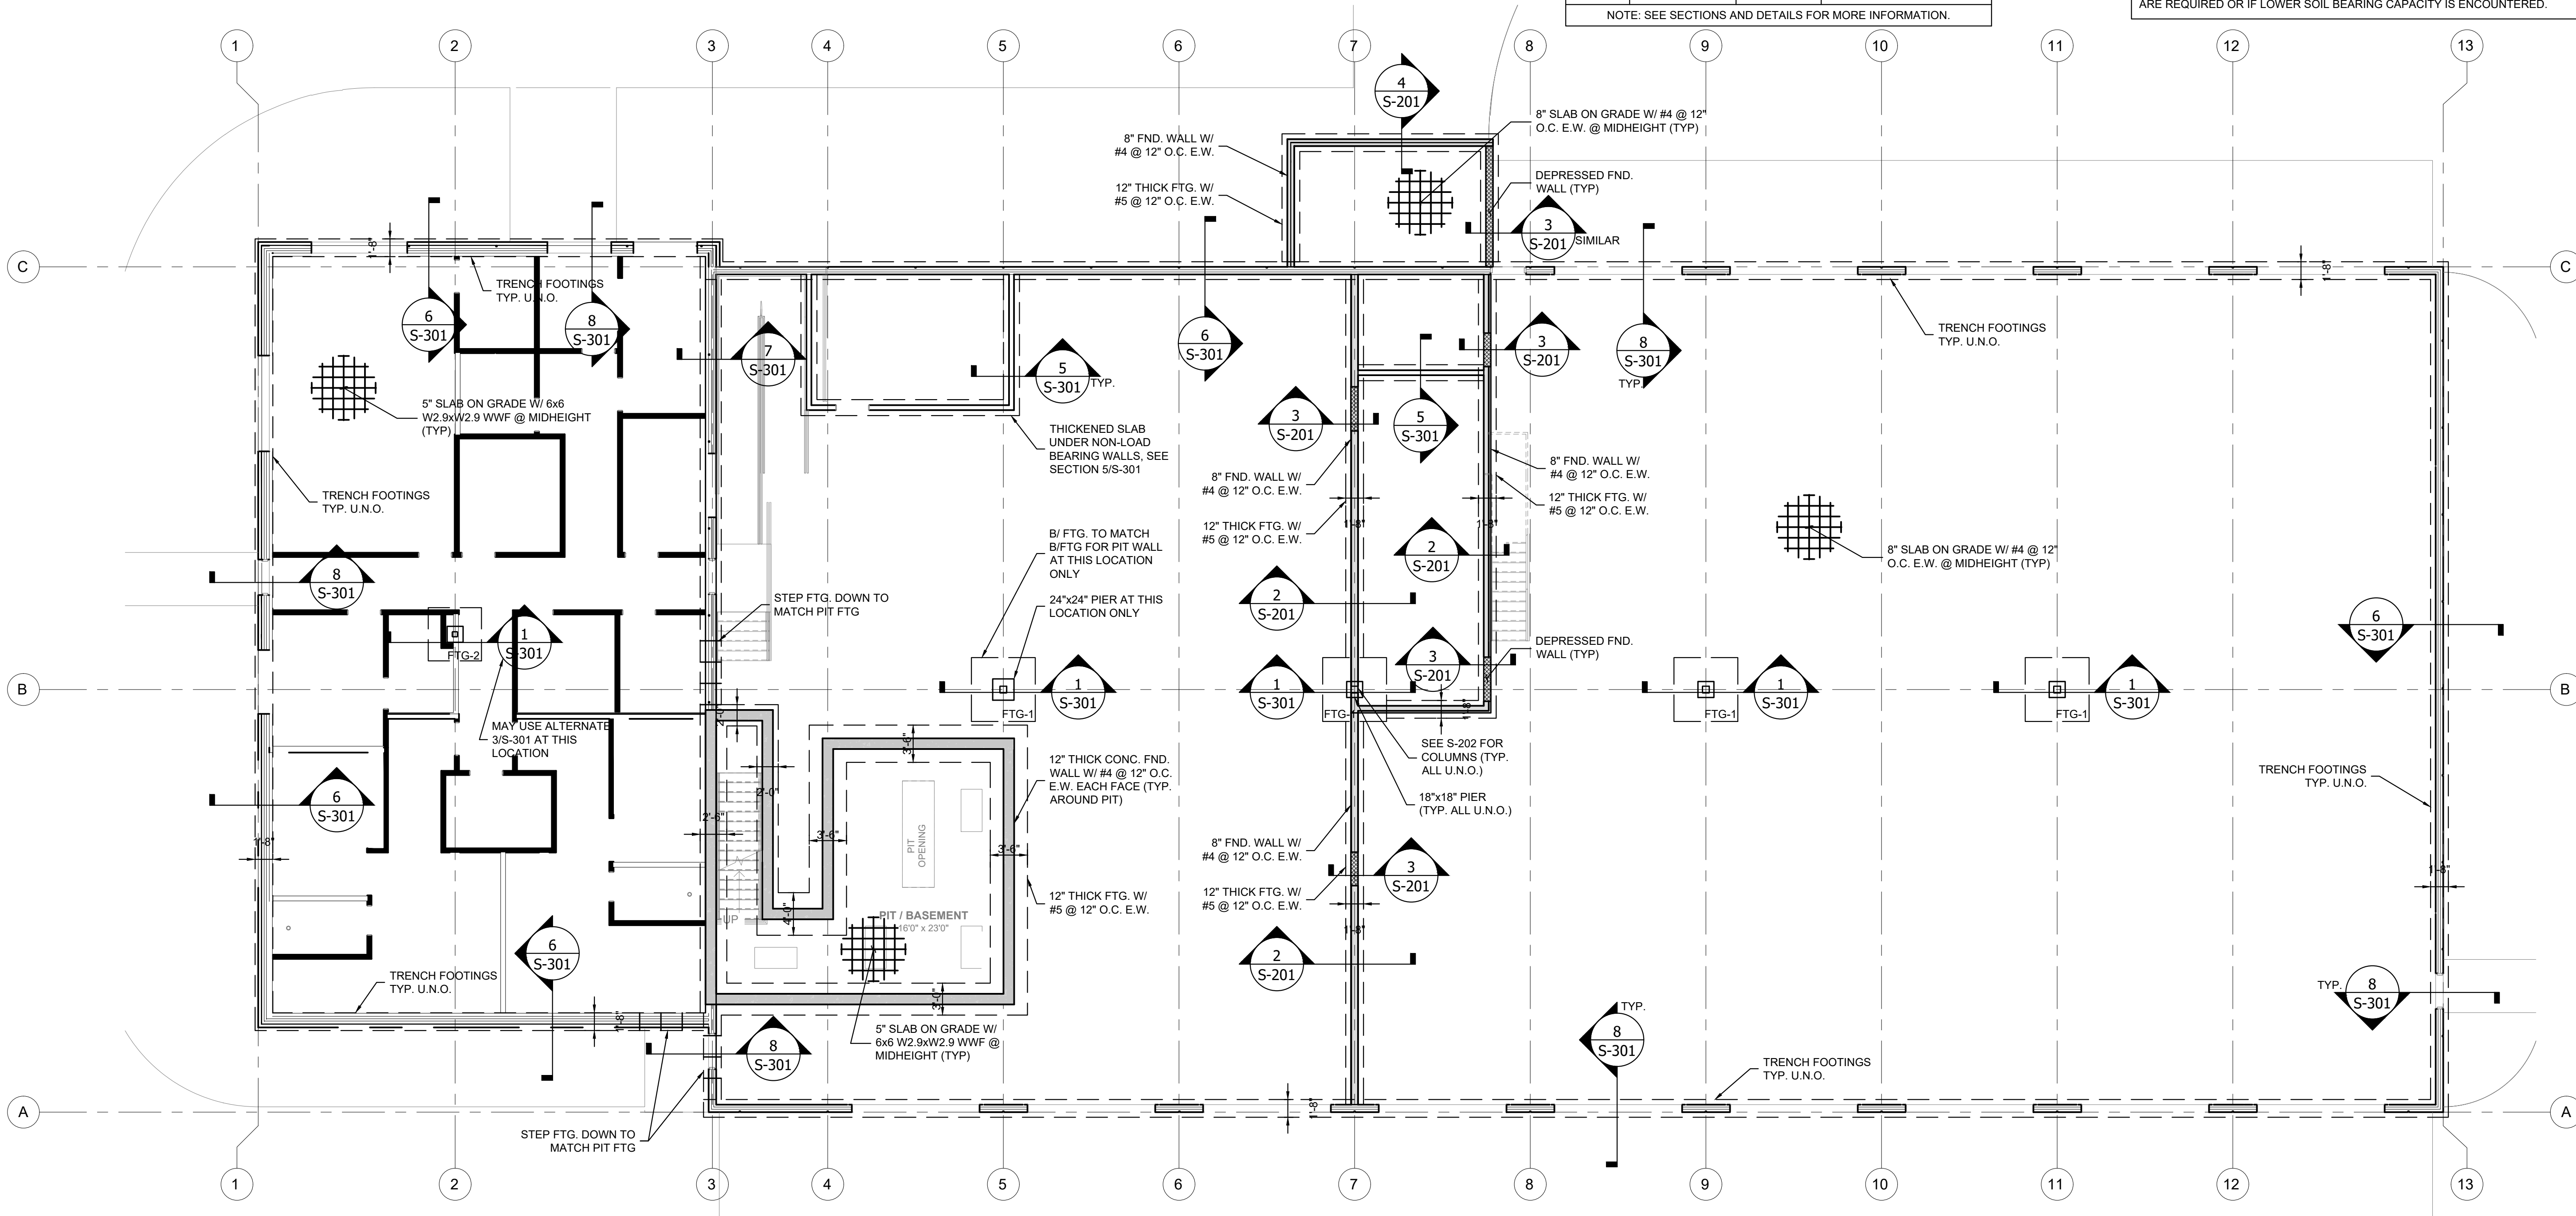 NOTE: SEE SECTIONS AND DETAILS FOR MORE INFORMATION.
ARE REQUIRED OR IF LOWER SOIL BEARING CAPACITY IS ENCOUNTERED.
1
2
3
4
5
6
7
8
9
10
11
12
13
4
S-201
8" SLAB ON GRADE W/ #4 @ 12"
O.C. E.W. @ MIDHEIGHT (TYP)
8" FND. WALL W/
#4 @ 12" O.C. E.W.
12" THICK FTG. W/
#5 @ 12" O.C. E.W.
DEPRESSED FND.
WALL (TYP)
3
S-201
SIMILAR
C
C
1'-8"
1'-8"
TRENCH FOOTINGS
TYP. U.N.O.
6
S-301
8
S-301
7
S-301
5
S-301
TYP.
6
S-301
3
S-201
8
S-301
TYP.
TRENCH FOOTINGS
TYP. U.N.O.
5" SLAB ON GRADE W/ 6x6
W2.9xW2.9 WWF @ MIDHEIGHT
(TYP)
3
S-201
5
S-301
THICKENED SLAB
UNDER NON-LOAD
BEARING WALLS, SEE
SECTION 5/S-301
8" FND. WALL W/
#4 @ 12" O.C. E.W.
8" FND. WALL W/
#4 @ 12" O.C. E.W.
TRENCH FOOTINGS
TYP. U.N.O.
12" THICK FTG. W/
#5 @ 12" O.C. E.W.
1'-8"
1'-8"
12" THICK FTG. W/
#5 @ 12" O.C. E.W.
8" SLAB ON GRADE W/ #4 @ 12"
O.C. E.W. @ MIDHEIGHT (TYP)
B/ FTG. TO MATCH
B/FTG FOR PIT WALL
AT THIS LOCATION
ONLY
2
S-201
8
S-301
STEP FTG. DOWN TO
MATCH PIT FTG
24"x24" PIER AT THIS
LOCATION ONLY
2
S-201
6
S-301
FTG-2
1
S-301
3
S-201
DEPRESSED FND.
WALL (TYP)
B
B
FTG-1
1
S-301
1
S-301
FTG-1
FTG-1
1
S-301
FTG-1
1
S-301
MAY USE ALTERNATE
3/S-301 AT THIS
LOCATION
2'-0"
3'-6"
1'-8"
SEE S-202 FOR
COLUMNS (TYP.
ALL U.N.O.)
12" THICK CONC. FND.
WALL W/ #4 @ 12" O.C.
E.W. EACH FACE (TYP.
AROUND PIT)
TRENCH FOOTINGS
TYP. U.N.O.
6
S-301
2'-0"
2'-6"
3'-6"
PIT
OPENING
3'-6"
18"x18" PIER
(TYP. ALL U.N.O.)
1'-8"
8" FND. WALL W/
#4 @ 12" O.C. E.W.
3
S-201
1'-8"
12" THICK FTG. W/
#5 @ 12" O.C. E.W.
12" THICK FTG. W/
#5 @ 12" O.C. E.W.
UP
4'-0"
PIT / BASEMENT
16'0" x 23'0"
1'-8"
6
S-301
2
S-201
TRENCH FOOTINGS
TYP. U.N.O.
TYP.
8
S-301
3'-0"
1'-8"
5" SLAB ON GRADE W/
6x6 W2.9xW2.9 WWF @
MIDHEIGHT (TYP)
8
S-301
TYP.
8
S-301
TRENCH FOOTINGS
TYP. U.N.O.
1'-8"
A
A
STEP FTG. DOWN TO
MATCH PIT FTG
1
2
3
4
5
6
7
8
9
10
11
12
13